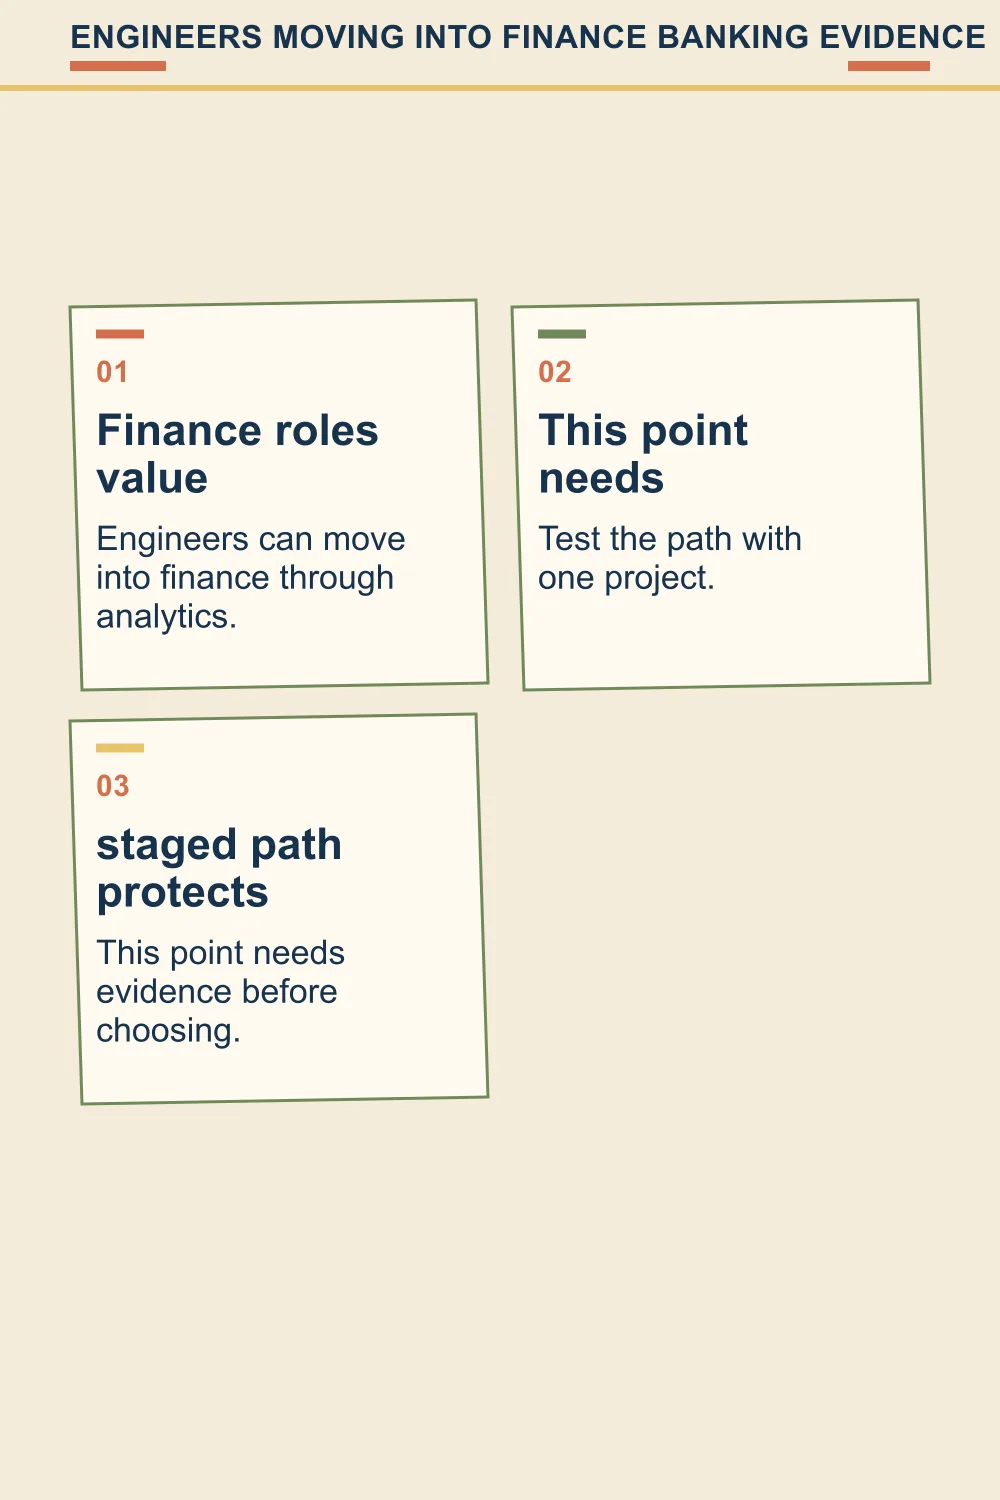 ENGINEERS MOVING INTO FINANCE BANKING EVIDENCE
01
Finance roles
value
Engineers can move
into finance through
analytics.
02
This point
needs
Test the path with
one project.
03
staged path
protects
This point needs
evidence before
choosing.